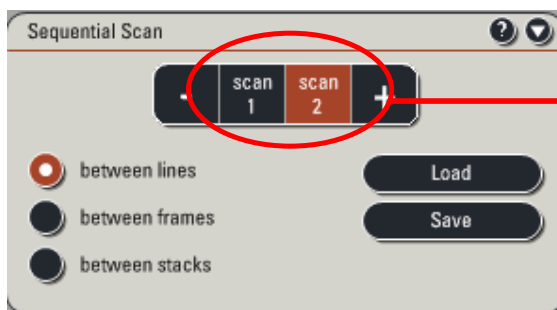 Sequential Scan ?
- scan 1 scan 2 +
between lines
Load
between frames
Save
between stacks